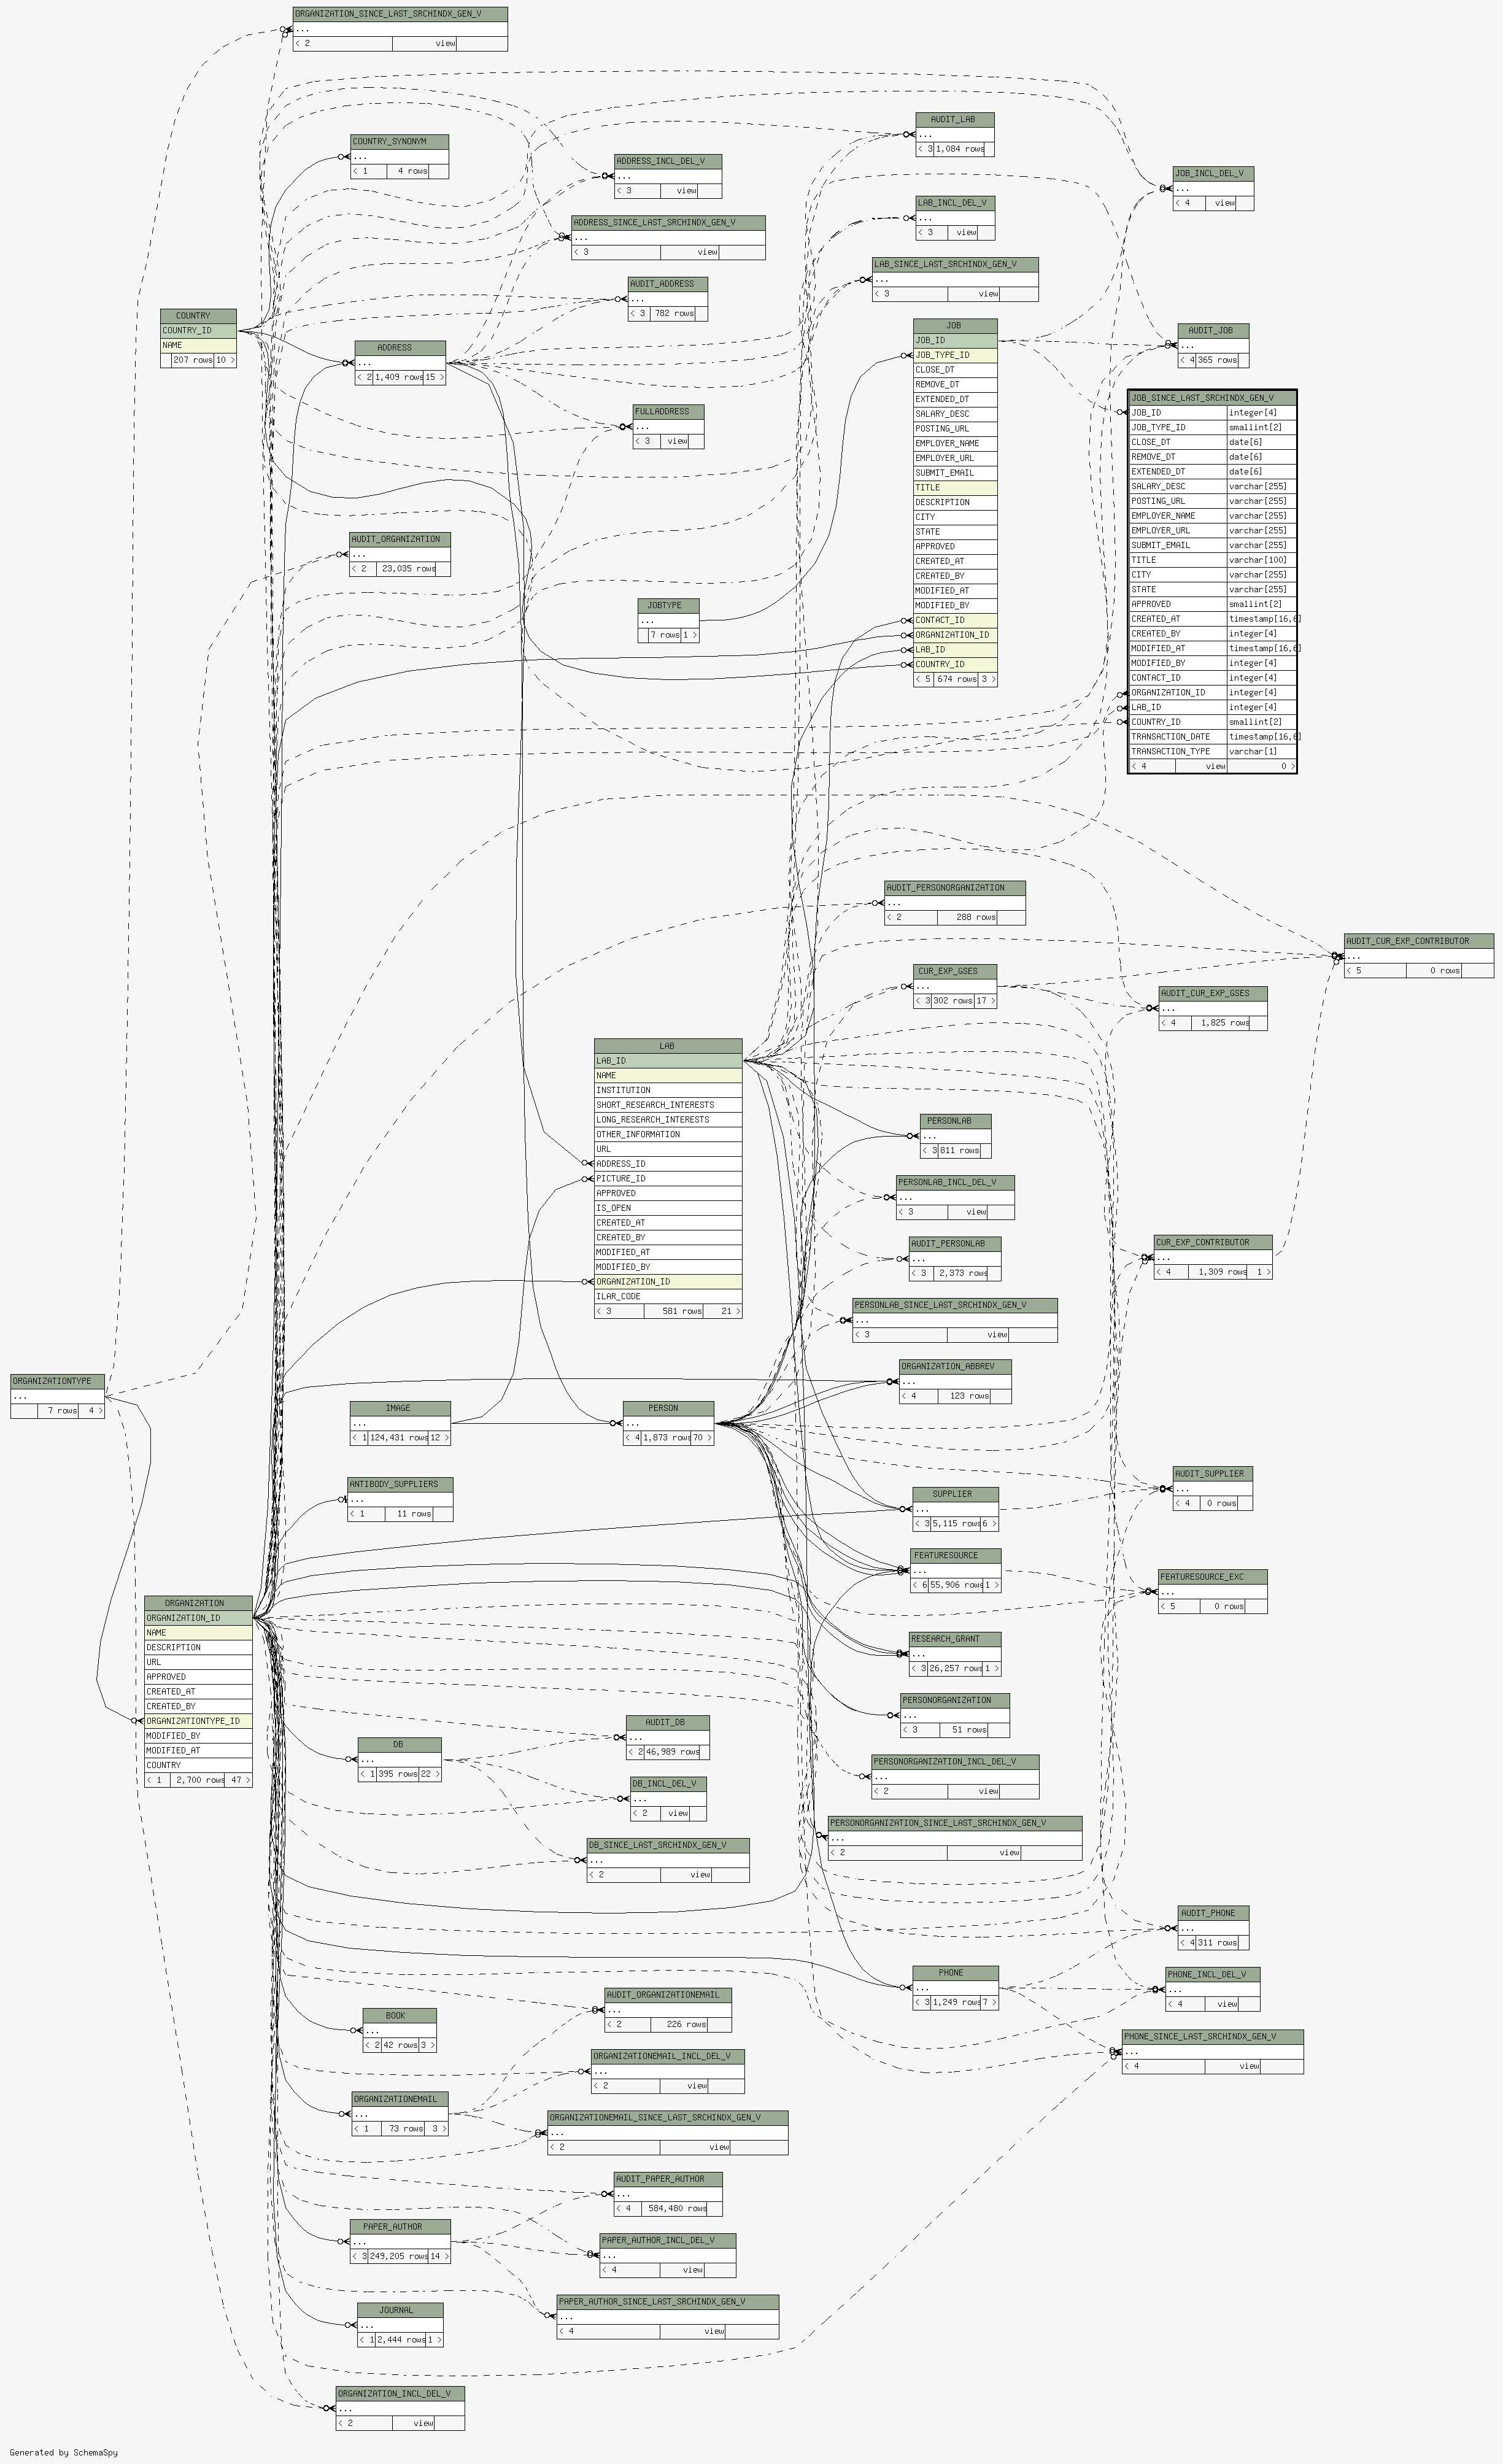 ORGANIZATION_SINCE_LAST_SRCHINDX_GEN_V
...
< 2 view
COUNTRY_SYNONYM
...
< 1 4 rows
ADDRESS_INCL_DEL_V
...
< 3 view
AUDIT_LAB
...
< 3 1,084 rows
JOB_INCL_DEL_V
...
< 4 view
ADDRESS_SINCE_LAST_SRCHINDX_GEN_V
...
< 3 view
LAB_INCL_DEL_V
...
< 3 view
LAB_SINCE_LAST_SRCHINDX_GEN_V
...
< 3 view
AUDIT_ADDRESS
...
< 3 782 rows
COUNTRY
COUNTRY_ID
NAME
207 rows 10 >
ADDRESS
...
< 2 1,409 rows 15 >
FULLADDRESS
...
< 3 view
JOB
JOB_ID
JOB_TYPE_ID
CLOSE_DT
REMOVE_DT
EXTENDED_DT
SALARY_DESC
POSTING_URL
EMPLOYER_NAME
EMPLOYER_URL
SUBMIT_EMAIL
TITLE
DESCRIPTION
CITY
STATE
APPROVED
CREATED_AT
CREATED_BY
MODIFIED_AT
MODIFIED_BY
CONTACT_ID
ORGANIZATION_ID
LAB_ID
COUNTRY_ID
< 5 674 rows 3 >
AUDIT_JOB
...
< 4 365 rows
JOB_SINCE_LAST_SRCHINDX_GEN_V
JOB_ID integer[4]
JOB_TYPE_ID smallint[2]
CLOSE_DT date[6]
REMOVE_DT date[6]
EXTENDED_DT date[6]
SALARY_DESC varchar[255]
POSTING_URL varchar[255]
EMPLOYER_NAME varchar[255]
EMPLOYER_URL varchar[255]
SUBMIT_EMAIL varchar[255]
TITLE varchar[100]
CITY varchar[255]
STATE varchar[255]
APPROVED smallint[2]
CREATED_AT timestamp[16,6]
CREATED_BY integer[4]
MODIFIED_AT timestamp[16,6]
MODIFIED_BY integer[4]
CONTACT_ID integer[4]
ORGANIZATION_ID integer[4]
LAB_ID integer[4]
COUNTRY_ID smallint[2]
TRANSACTION_DATE timestamp[16,6]
TRANSACTION_TYPE varchar[1]
< 4 view 0 >
AUDIT_ORGANIZATION
...
< 2 23,035 rows
JOBTYPE
...
7 rows 1 >
AUDIT_PERSONORGANIZATION
...
< 2 288 rows
AUDIT_CUR_EXP_CONTRIBUTOR
...
< 5 0 rows
CUR_EXP_GSES
...
< 3 302 rows 17 >
AUDIT_CUR_EXP_GSES
...
< 4 1,825 rows
LAB
LAB_ID
NAME
INSTITUTION
SHORT_RESEARCH_INTERESTS
LONG_RESEARCH_INTERESTS
OTHER_INFORMATION
URL
ADDRESS_ID
PICTURE_ID
APPROVED
IS_OPEN
CREATED_AT
CREATED_BY
MODIFIED_AT
MODIFIED_BY
ORGANIZATION_ID
ILAR_CODE
< 3 581 rows 21 >
PERSONLAB
...
< 3 811 rows
PERSONLAB_INCL_DEL_V
...
< 3 view
AUDIT_PERSONLAB
...
< 3 2,373 rows
CUR_EXP_CONTRIBUTOR
...
< 4 1,309 rows 1 >
PERSONLAB_SINCE_LAST_SRCHINDX_GEN_V
...
< 3 view
ORGANIZATION_ABBREV
...
< 4 123 rows
ORGANIZATIONTYPE
...
7 rows 4 >
IMAGE
...
< 1 124,431 rows 12 >
PERSON
...
< 4 1,873 rows 70 >
AUDIT_SUPPLIER
...
< 4 0 rows
ANTIBODY_SUPPLIERS
...
< 1 11 rows
SUPPLIER
...
< 3 5,115 rows 6 >
FEATURESOURCE
...
< 6 55,906 rows 1 >
FEATURESOURCE_EXC
...
< 5 0 rows
ORGANIZATION
ORGANIZATION_ID
NAME
DESCRIPTION
URL
APPROVED
CREATED_AT
CREATED_BY
ORGANIZATIONTYPE_ID
MODIFIED_BY
MODIFIED_AT
COUNTRY
< 1 2,700 rows 47 >
RESEARCH_GRANT
...
< 3 26,257 rows 1 >
PERSONORGANIZATION
...
< 3 51 rows
AUDIT_DB
...
< 2 46,989 rows
DB
...
< 1 395 rows 22 >
PERSONORGANIZATION_INCL_DEL_V
...
< 2 view
DB_INCL_DEL_V
...
< 2 view
PERSONORGANIZATION_SINCE_LAST_SRCHINDX_GEN_V
...
< 2 view
DB_SINCE_LAST_SRCHINDX_GEN_V
...
< 2 view
AUDIT_PHONE
...
< 4 311 rows
PHONE
...
< 3 1,249 rows 7 >
PHONE_INCL_DEL_V
...
< 4 view
AUDIT_ORGANIZATIONEMAIL
...
< 2 226 rows
BOOK
...
< 2 42 rows 3 >
PHONE_SINCE_LAST_SRCHINDX_GEN_V
...
< 4 view
ORGANIZATIONEMAIL_INCL_DEL_V
...
< 2 view
ORGANIZATIONEMAIL
...
< 1 73 rows 3 >
ORGANIZATIONEMAIL_SINCE_LAST_SRCHINDX_GEN_V
...
< 2 view
AUDIT_PAPER_AUTHOR
...
< 4 584,480 rows
PAPER_AUTHOR
...
< 3 249,205 rows 14 >
PAPER_AUTHOR_INCL_DEL_V
...
< 4 view
PAPER_AUTHOR_SINCE_LAST_SRCHINDX_GEN_V
...
< 4 view
JOURNAL
...
< 1 2,444 rows 1 >
ORGANIZATION_INCL_DEL_V
...
< 2 view
Generated by SchemaSpy